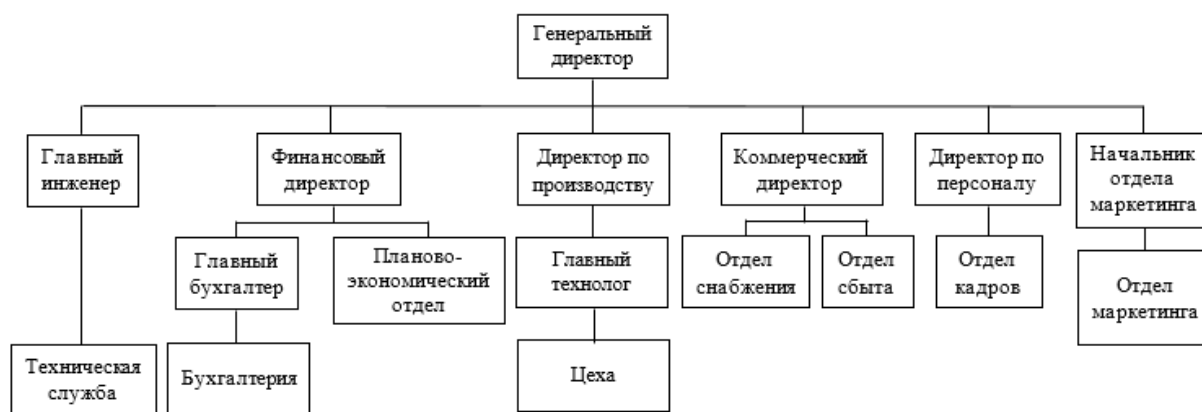 Генеральный
директор
Главный
инженер
Финансовый
директор
Директор по
производству
Коммерческий
директор
Директор по
персоналу
Начальник
отдела
маркетинга
Главный
бухгалтер
Планово-
экономический
отдел
Главный
технолог
Отдел
снабжения
Отдел
сбыта
Отдел
кадров
Отдел
маркетинга
Техническая
служба
Бухгалтерия
Цеха